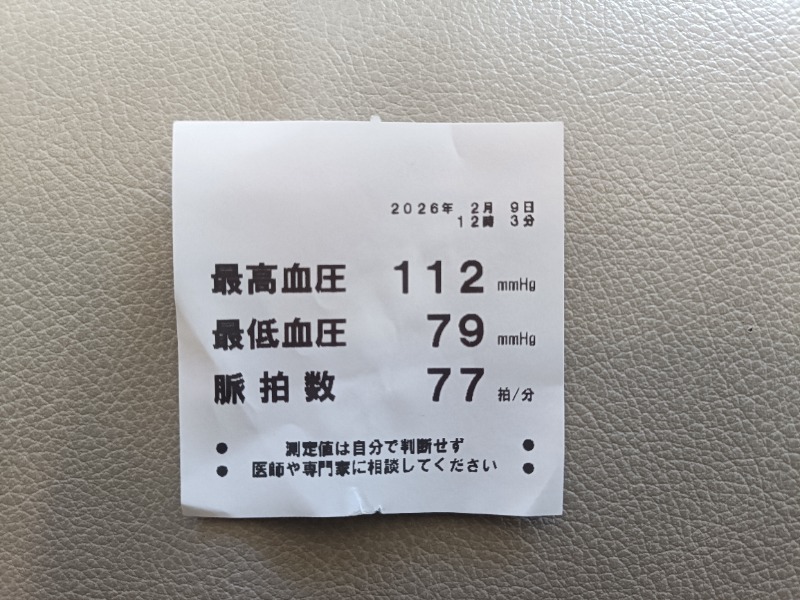 2026年 2月 9日
12時 3分
最高血圧 112 mmHg
最低血圧 79 mmHg
脈拍数 77 拍/分
● 測定値は自分で判断せず ●
● 医師や専門家に相談してください ●